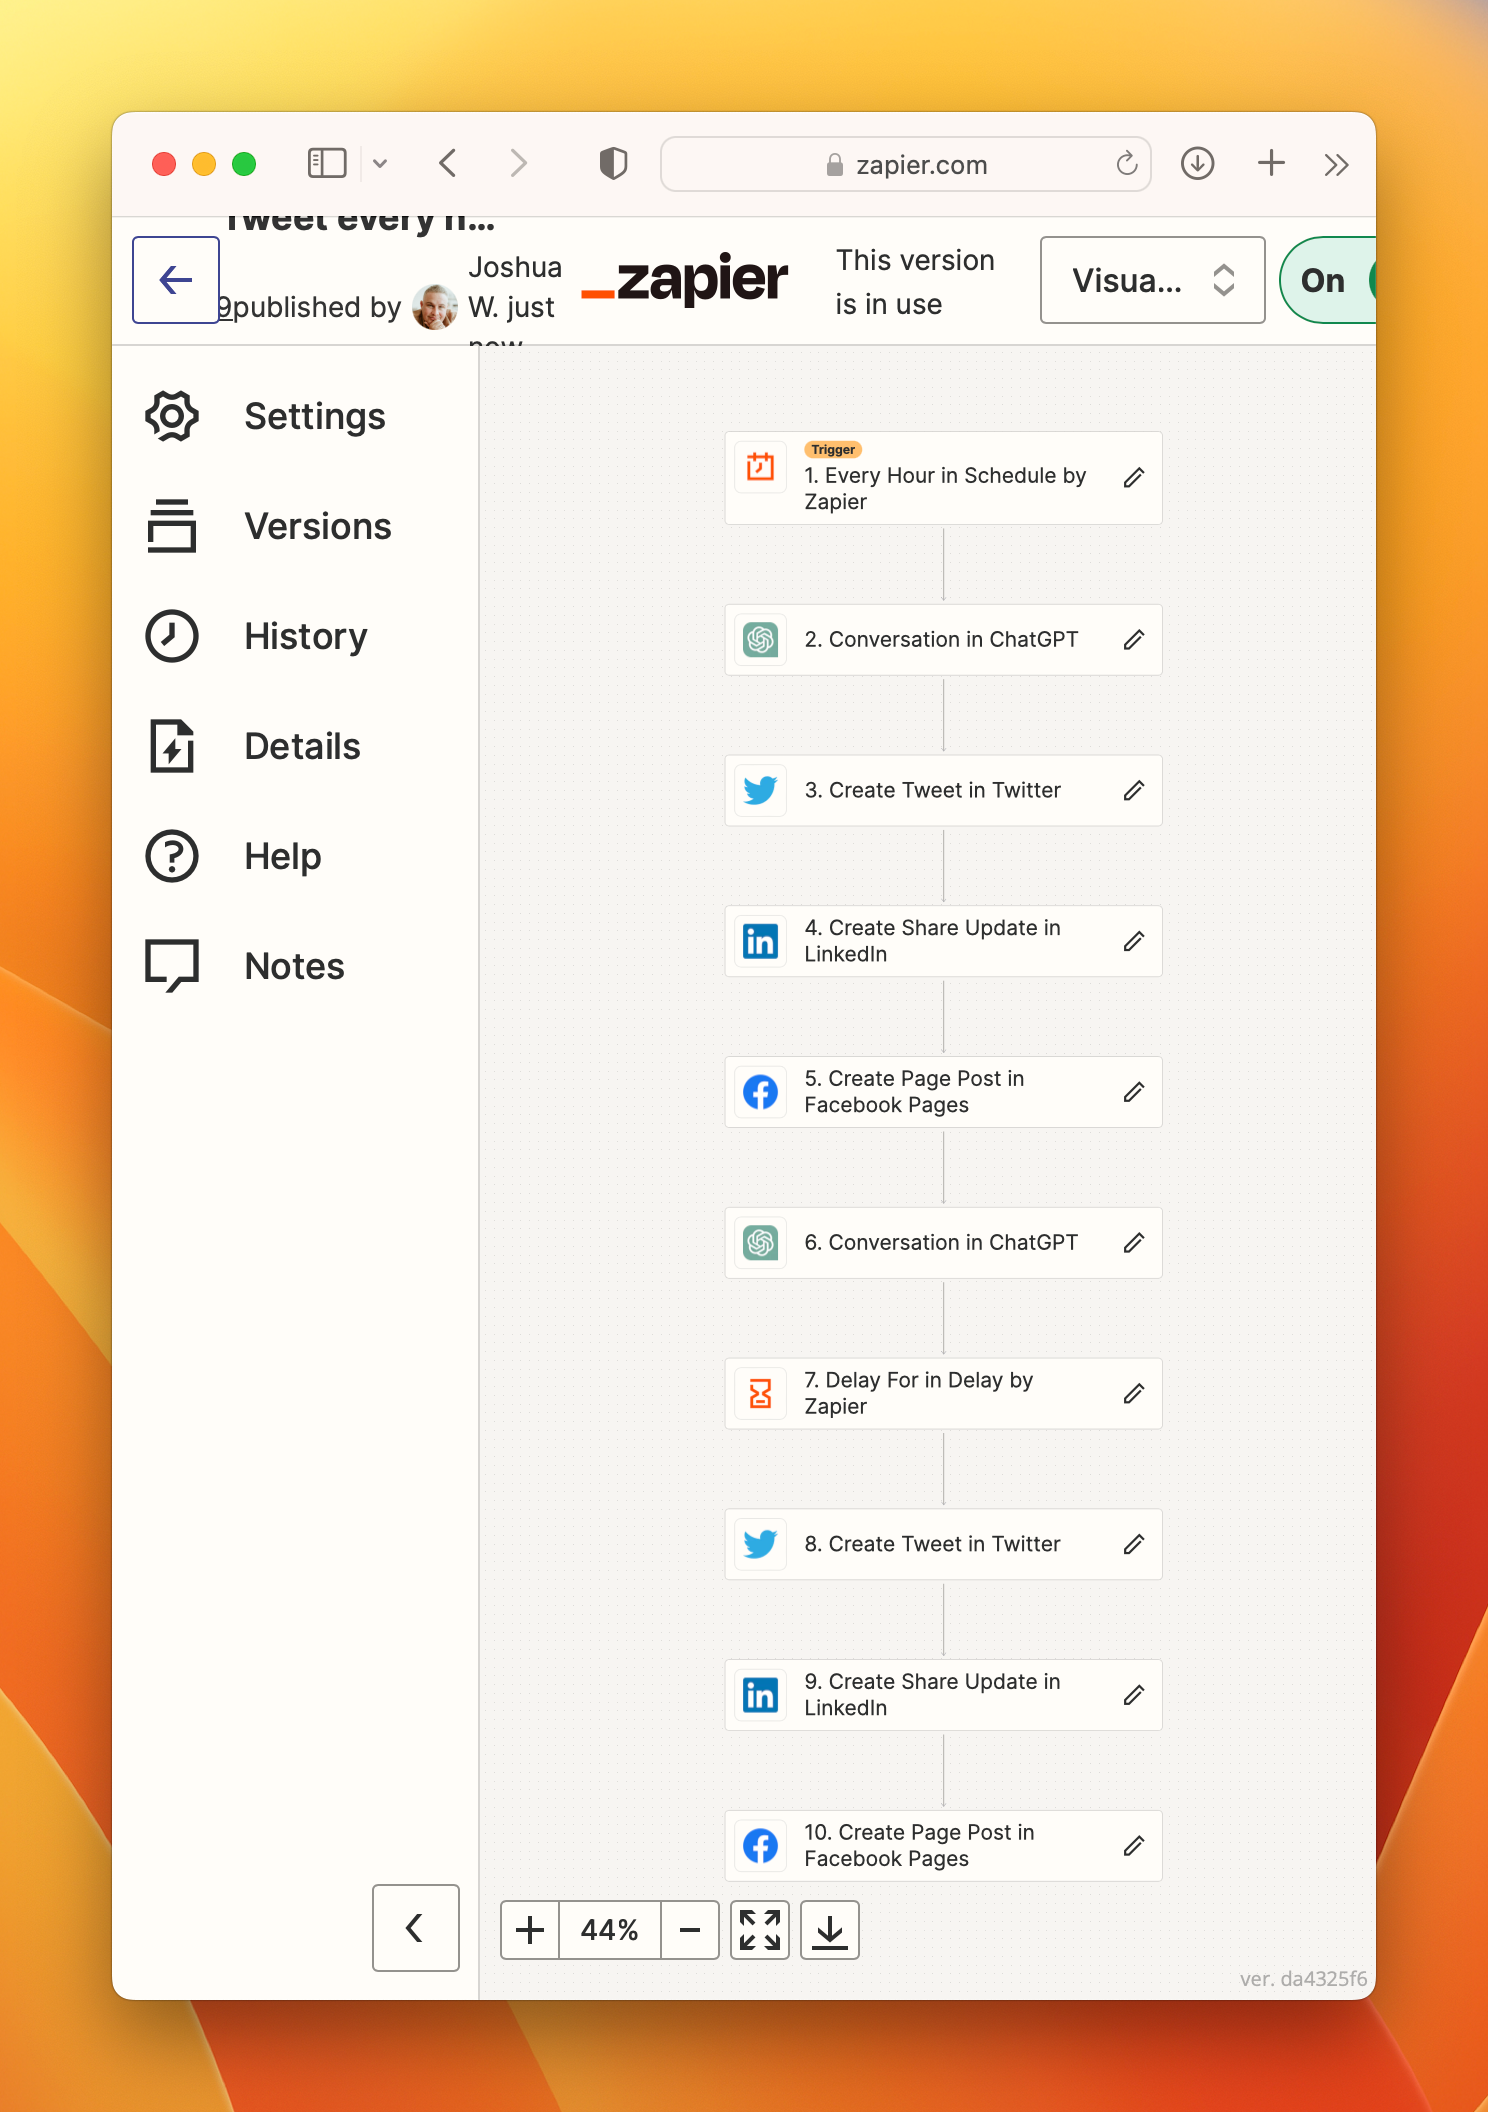 zapier.com
Tweet every h...
9published by
Joshua
W. just
now
zapier
This version
is in use
Visua...
On
Settings
Versions
History
Details
Help
Notes
Trigger
1. Every Hour in Schedule by
Zapier
2. Conversation in ChatGPT
3. Create Tweet in Twitter
4. Create Share Update in
LinkedIn
5. Create Page Post in
Facebook Pages
6. Conversation in ChatGPT
7. Delay For in Delay by
Zapier
8. Create Tweet in Twitter
9. Create Share Update in
LinkedIn
10. Create Page Post in
Facebook Pages
44%
ver. da4325f6